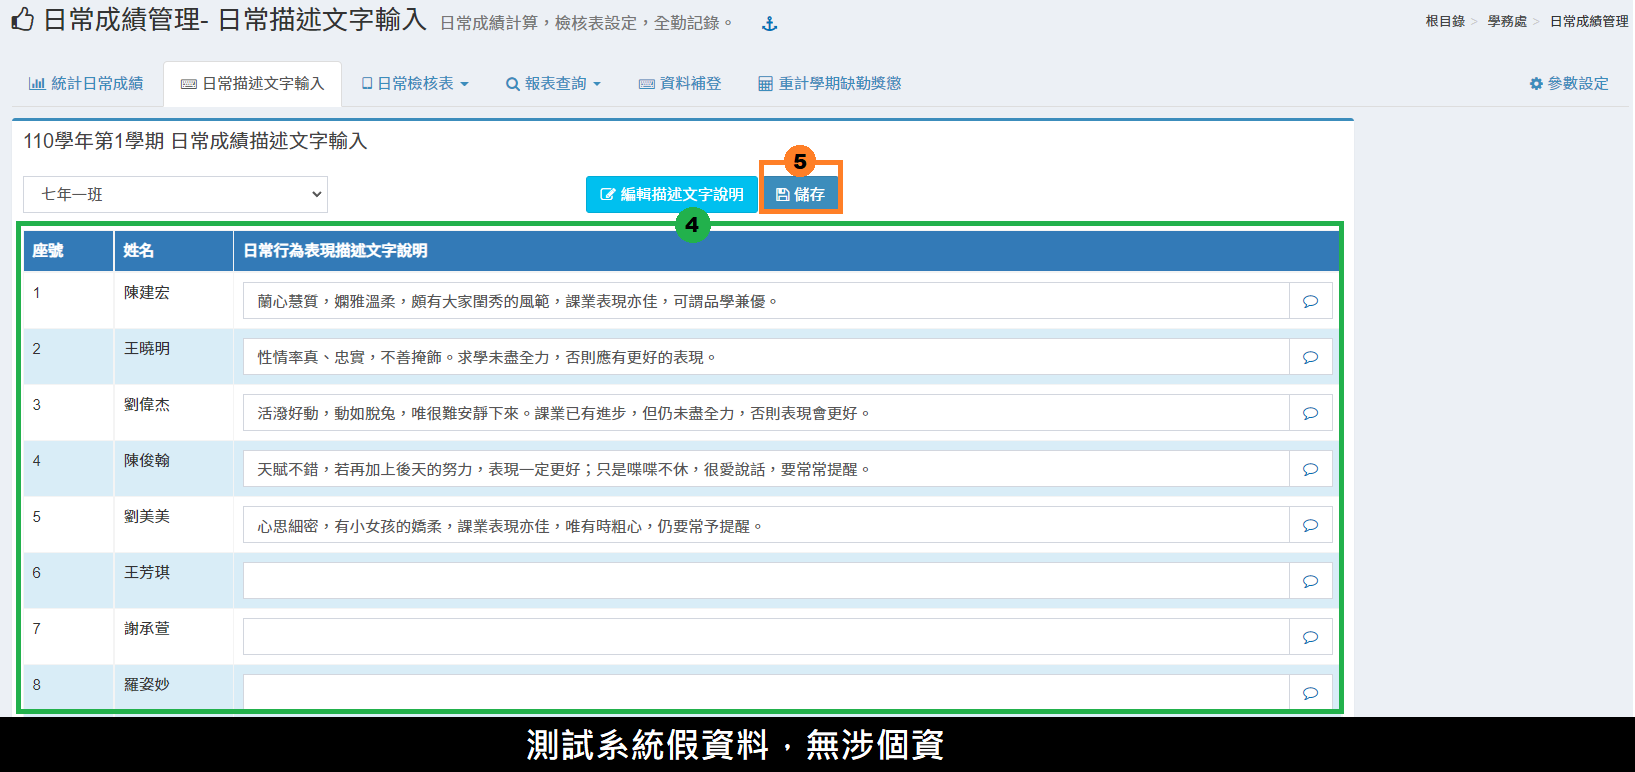 日常成績管理- 日常描述文字輸入 日常成績計算，檢核表設定，全勤記錄。
根目錄 > 學務處 > 日常成績管理
統計日常成績 日常描述文字輸入 日常檢核表 報表查詢 資料補登 重計學期缺勤獎懲 參數設定
110學年第1學期 日常成績描述文字輸入
5
七年一班 編輯描述文字說明 儲存
4
座號 姓名 日常行為表現描述文字說明
1 陳建宏 蘭心慧質，嫻雅溫柔，頗有大家閨秀的風範，課業表現亦佳，可謂品學兼優。
2 王曉明 性情率真、忠實，不善掩飾。求學未盡全力，否則應有更好的表現。
3 劉偉杰 活潑好動，動如脫兔，唯很難安靜下來。課業已有進步，但仍未盡全力，否則表現會更好。
4 陳俊翰 天賦不錯，若再加上後天的努力，表現一定更好；只是喋喋不休，很愛說話，要常常提醒。
5 劉美美 心思細密，有小女孩的嬌柔，課業表現亦佳，唯有時粗心，仍要常予提醒。
6 王芳琪
7 謝承萱
8 羅姿妙
測試系統假資料，無涉個資